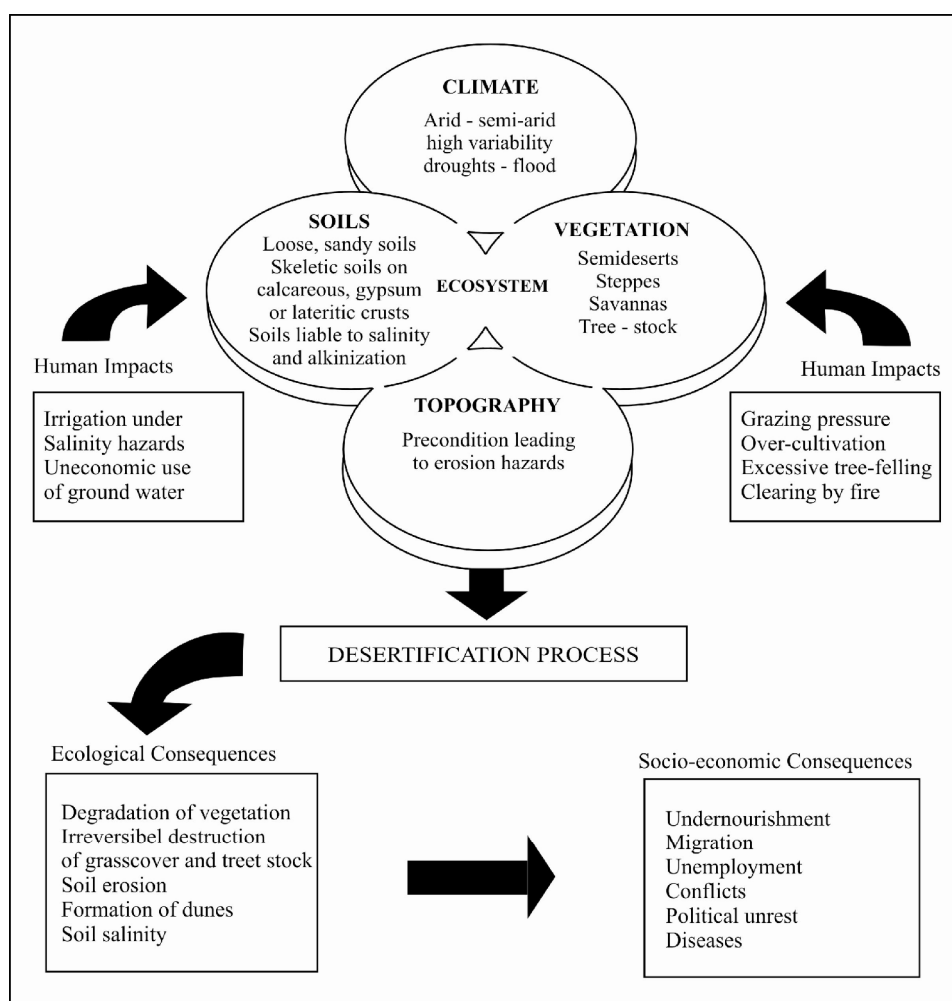 CLIMATE
Arid - semi-arid
high variability
droughts - flood
SOILS
Loose, sandy soils
Skeletic soils on
calcareous, gypsum
or lateritic crusts
Soils liable to salinity
and alkinization
ECOSYSTEM
VEGETATION
Semideserts
Steppes
Savannas
Tree - stock
TOPOGRAPHY
Precondition leading
to erosion hazards
Human Impacts
Irrigation under
Salinity hazards
Uneconomic use
of ground water
Human Impacts
Grazing pressure
Over-cultivation
Excessive tree-felling
Clearing by fire
DESERTIFICATION PROCESS
Ecological Consequences
Degradation of vegetation
Irreversibel destruction
of grasscover and treet stock
Soil erosion
Formation of dunes
Soil salinity
Socio-economic Consequences
Undernourishment
Migration
Unemployment
Conflicts
Political unrest
Diseases